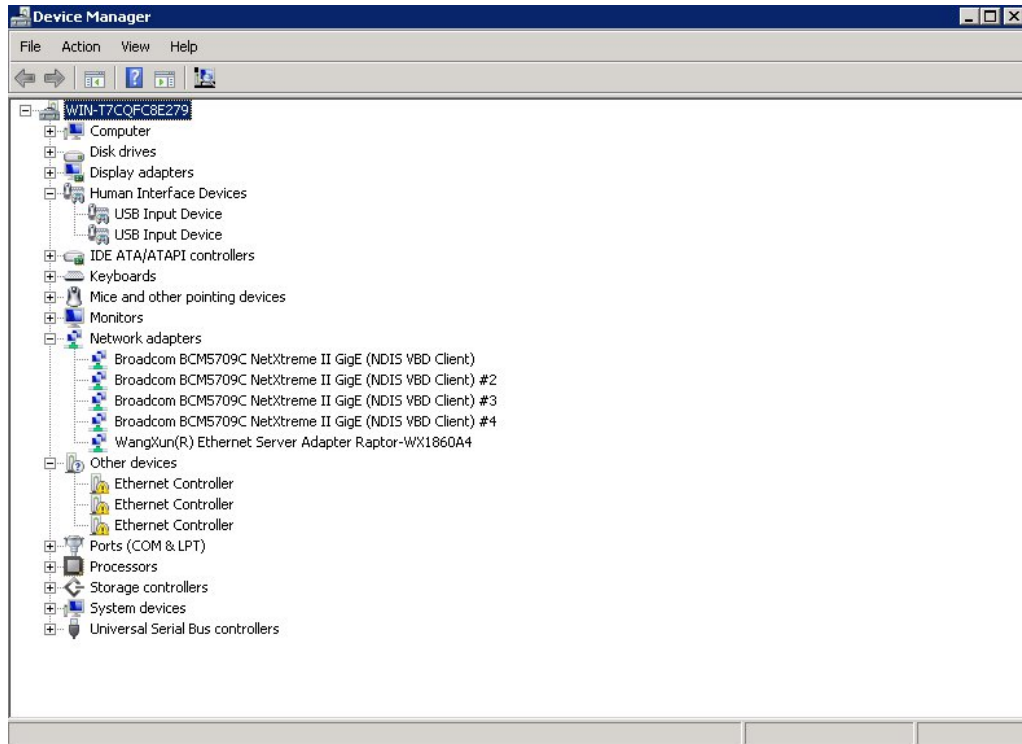 Device Manager
File Action View Help
WIN-T7CQFC8E279
Computer
Disk drives
Display adapters
Human Interface Devices
USB Input Device
USB Input Device
IDE ATA/ATAPI controllers
Keyboards
Mice and other pointing devices
Monitors
Network adapters
Broadcom BCM5709C NetXtreme II GigE (NDIS VBD Client)
Broadcom BCM5709C NetXtreme II GigE (NDIS VBD Client) #2
Broadcom BCM5709C NetXtreme II GigE (NDIS VBD Client) #3
Broadcom BCM5709C NetXtreme II GigE (NDIS VBD Client) #4
WangXun(R) Ethernet Server Adapter Raptor-WX1860A4
Other devices
Ethernet Controller
Ethernet Controller
Ethernet Controller
Ports (COM & LPT)
Processors
Storage controllers
System devices
Universal Serial Bus controllers